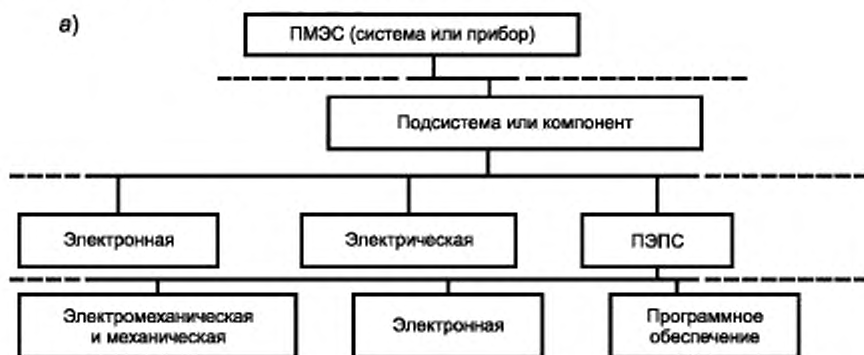 а)
ПМЭС (система или прибор)
Подсистема или компонент
Электронная
Электрическая
ПЭПС
Электромеханическая
и механическая
Электронная
Программное
обеспечение